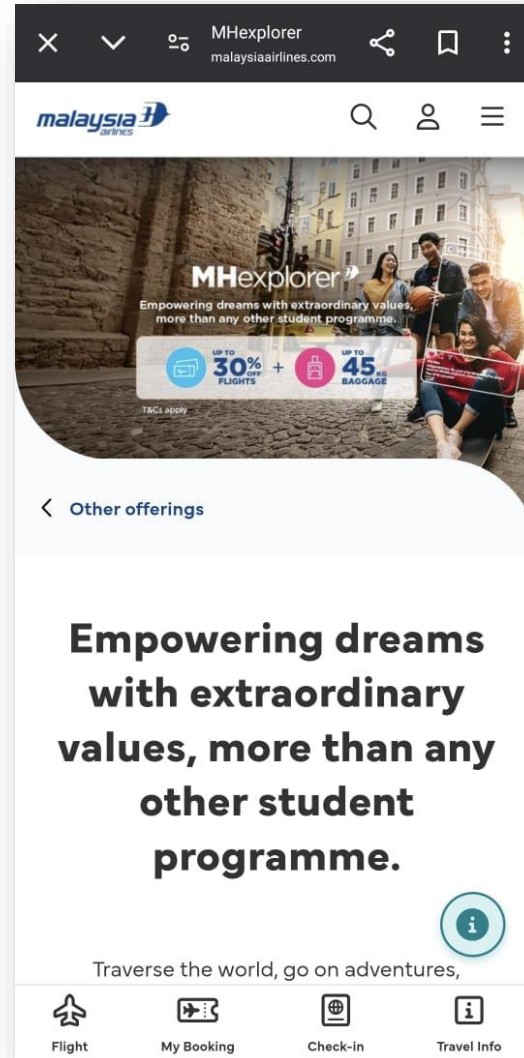 MHexplorer
malaysiaairlines.com
malaysia
airlines
MHexplorer
Empowering dreams with extraordinary values,
more than any other student programme.
UP TO
30% OFF
FLIGHTS
+
UP TO
45KG
BAGGAGE
T&Cs apply
Other offerings
Empowering dreams
with extraordinary
values, more than any
other student
programme.
Traverse the world, go on adventures,
Flight
My Booking
Check-in
Travel Info